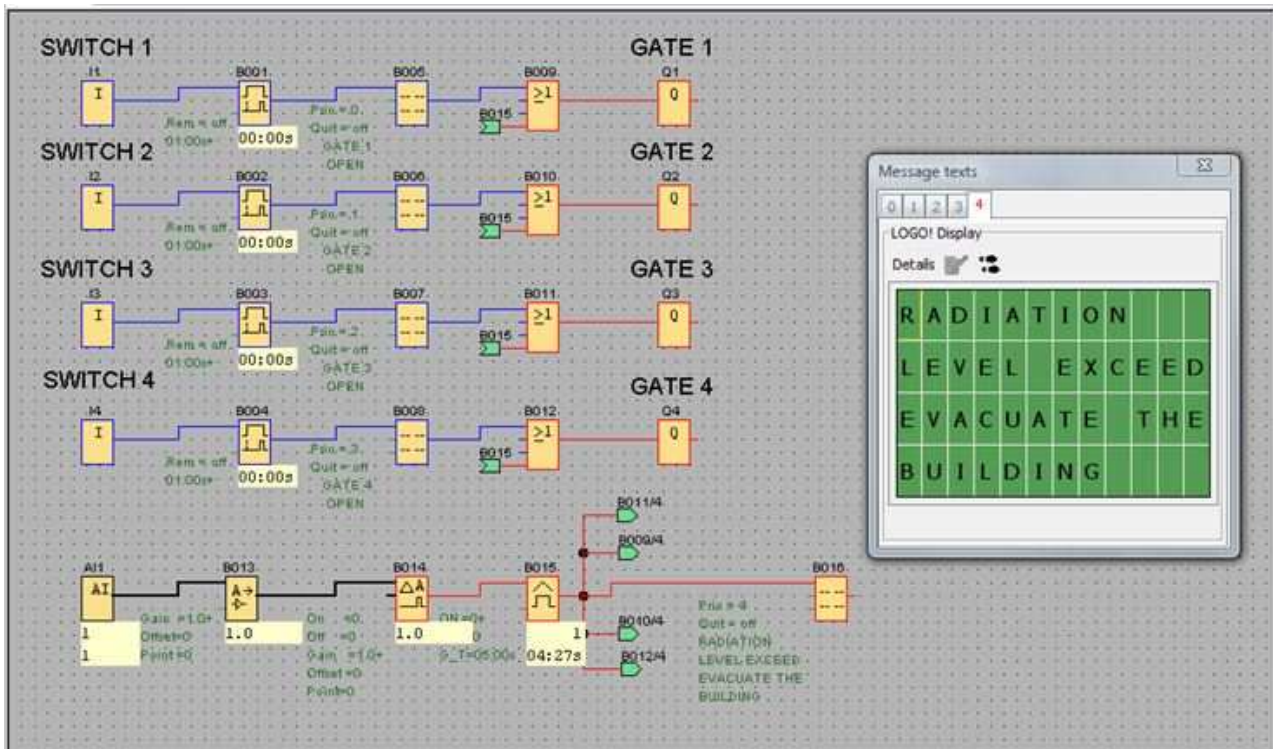 SWITCH 1
GATE 1
I1
B001
B005
B009
Q1
I
≥1
Q
Rem = off
01:00s+
00:00s
Prio = 0
Quit = off
GATE 1
OPEN
B015
SWITCH 2
GATE 2
I2
B002
B006
B010
Q2
I
≥1
Q
Rem = off
01:00s+
00:00s
Prio = 1
Quit = off
GATE 2
OPEN
B015
SWITCH 3
GATE 3
I3
B003
B007
B011
Q3
I
≥1
Q
Rem = off
01:00s+
00:00s
Prio = 2
Quit = off
GATE 3
OPEN
B015
SWITCH 4
GATE 4
I4
B004
B008
B012
Q4
I
≥1
Q
Rem = off
01:00s+
00:00s
Prio = 3
Quit = off
GATE 4
OPEN
B015
B011/4
B009/4
B010/4
B012/4
AI1
B013
B014
B015
B016
AI
A→
ΔA
1
1
Gain =1.0+
Offset=0
Point=0
1.0
On =0
Off =0
Gain =1.0+
Offset=0
Point=0
1.0
ON =0+
0
G_T=05:00s
1
04:27s
Prio = 4
Quit = off
RADIATION
LEVEL EXCEED
EVACUATE THE
BUILDING
Message texts
0 1 2 3 4
LOGO! Display
Details
RADIATION
LEVEL EXCEED
EVACUATE THE
BUILDING